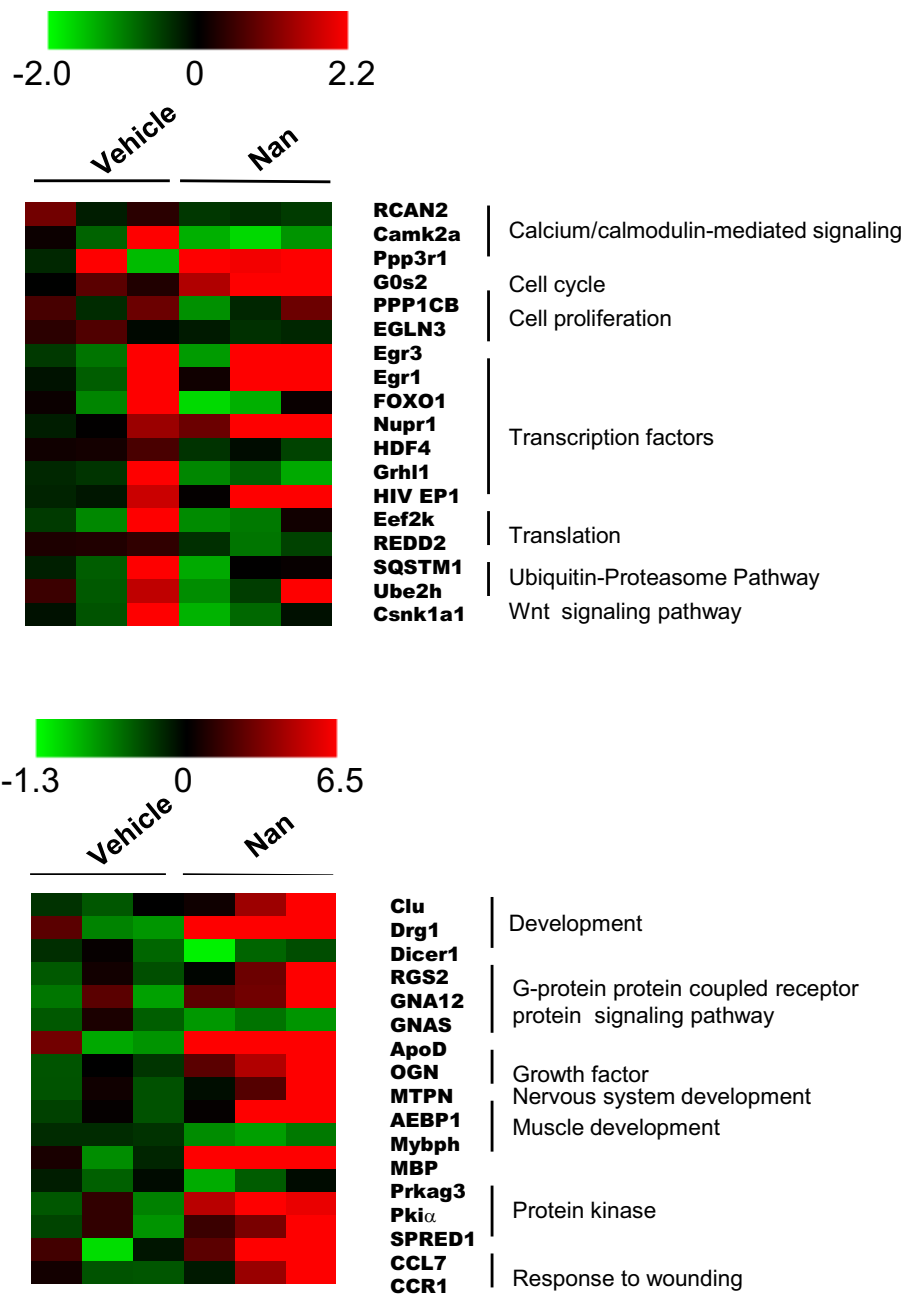 -2.0 0 2.2
Vehicle Nan
RCAN2
Camk2a
Ppp3r1
G0s2
PPP1CB
EGLN3
Egr3
Egr1
FOXO1
Nupr1
HDF4
Grhl1
HIV EP1
Eef2k
REDD2
SQSTM1
Ube2h
Csnk1a1
Calcium/calmodulin-mediated signaling
Cell cycle
Cell proliferation
Transcription factors
Translation
Ubiquitin-Proteasome Pathway
Wnt signaling pathway
-1.3 0 6.5
Vehicle Nan
Clu
Drg1
Dicer1
RGS2
GNA12
GNAS
ApoD
OGN
MTPN
AEBP1
Mybph
MBP
Prkag3
Pkiα
SPRED1
CCL7
CCR1
Development
G-protein protein coupled receptor
protein signaling pathway
Growth factor
Nervous system development
Muscle development
Protein kinase
Response to wounding